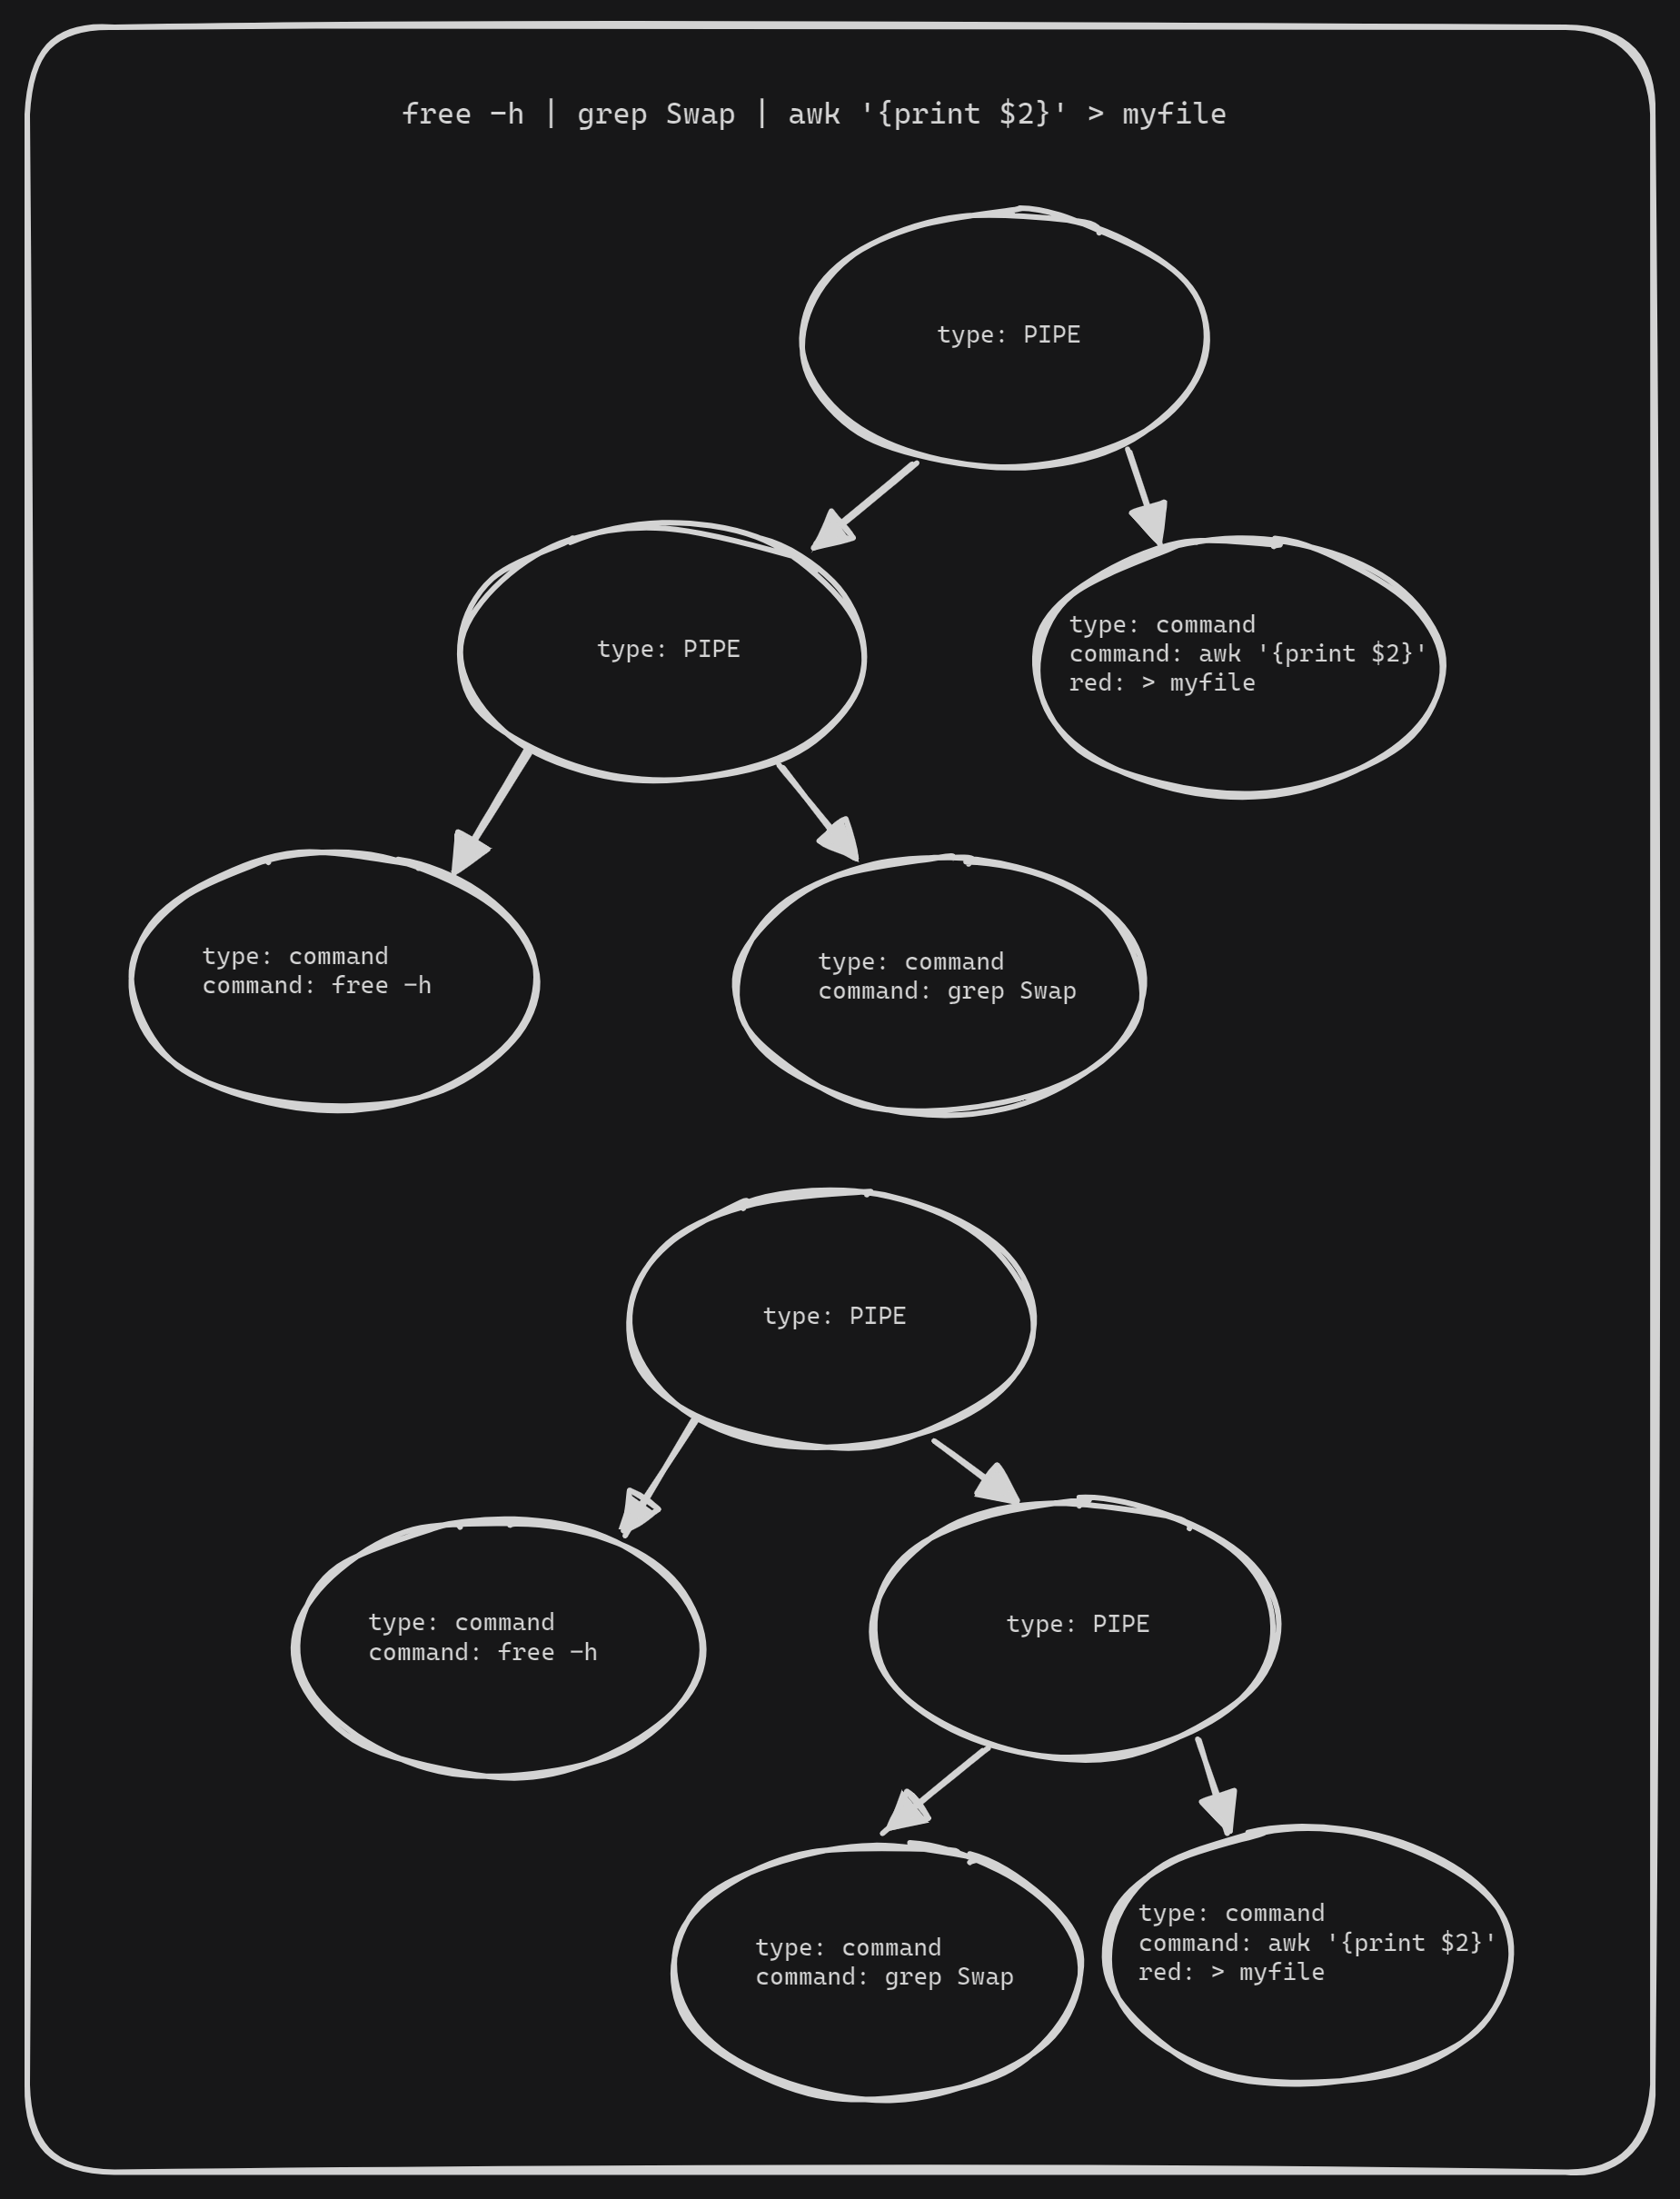 free -h | grep Swap | awk '{print $2}' > myfile
type: PIPE
type: PIPE
type: command
command: awk '{print $2}'
red: > myfile
type: command
command: free -h
type: command
command: grep Swap
type: PIPE
type: command
command: free -h
type: PIPE
type: command
command: grep Swap
type: command
command: awk '{print $2}'
red: > myfile